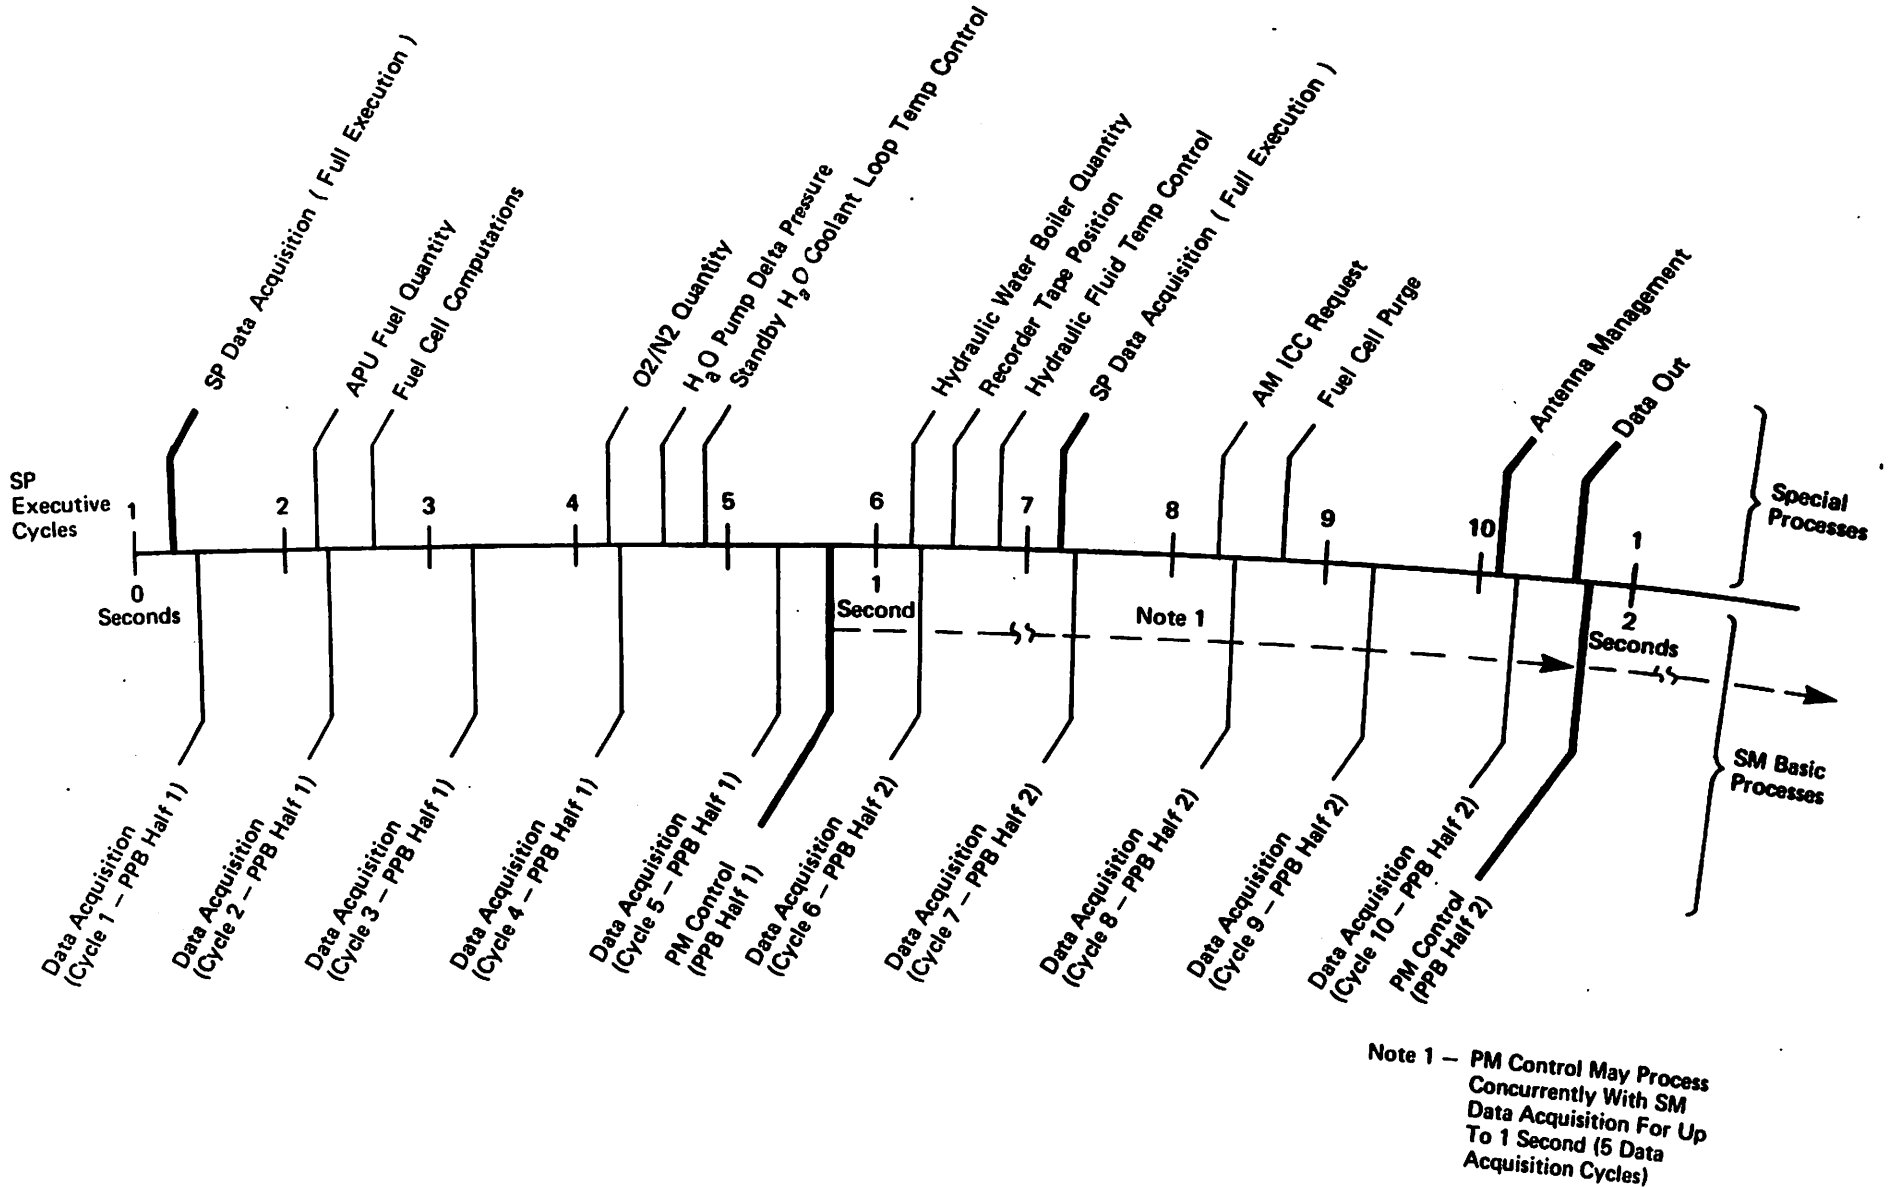 SP Data Acquisition ( Full Execution )
APU Fuel Quantity
Fuel Cell Computations
O2/N2 Quantity
H₂O Pump Delta Pressure
Standby H₂O Coolant Loop Temp Control
Hydraulic Water Boiler Quantity
Recorder Tape Position
Hydraulic Fluid Temp Control
SP Data Acquisition ( Full Execution )
AM ICC Request
Fuel Cell Purge
Antenna Management
Data Out
SP
Executive
Cycles
1
2
3
4
5
6
7
8
9
10
1
Special
Processes
0
Seconds
1
Second
Note 1
2
Seconds
SM Basic
Processes
Data Acquisition
(Cycle 1 – PPB Half 1)
Data Acquisition
(Cycle 2 – PPB Half 1)
Data Acquisition
(Cycle 3 – PPB Half 1)
Data Acquisition
(Cycle 4 – PPB Half 1)
Data Acquisition
(Cycle 5 – PPB Half 1)
PM Control
(PPB Half 1)
Data Acquisition
(Cycle 6 – PPB Half 2)
Data Acquisition
(Cycle 7 – PPB Half 2)
Data Acquisition
(Cycle 8 – PPB Half 2)
Data Acquisition
(Cycle 9 – PPB Half 2)
Data Acquisition
(Cycle 10 – PPB Half 2)
PM Control
(PPB Half 2)
Note 1 – PM Control May Process
Concurrently With SM
Data Acquisition For Up
To 1 Second (5 Data
Acquisition Cycles)